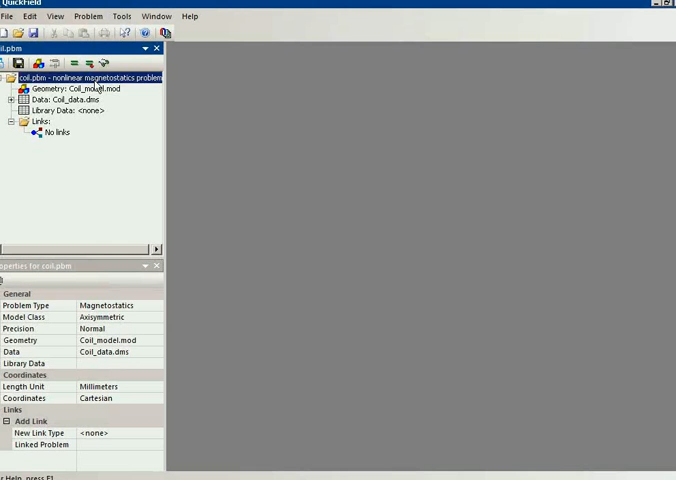 QuickField
File Edit View Problem Tools Window Help
il.pbm
coil.pbm - nonlinear magnetostatics problem
Geometry: Coil_model.mod
Data: Coil_data.dms
Library Data: <none>
Links:
No links
operties for coil.pbm
General
Problem Type Magnetostatics
Model Class Axisymmetric
Precision Normal
Geometry Coil_model.mod
Data Coil_data.dms
Library Data
Coordinates
Length Unit Millimeters
Coordinates Cartesian
Links
Add Link
New Link Type <none>
Linked Problem
r Help, press F1